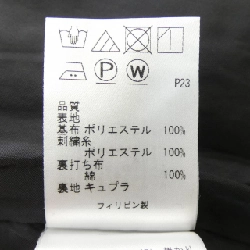 P W
P23
品質
表地
基布 ポリエステル 100%
刺繍糸
ポリエステル 100%
裏打ち布
綿 100%
裏地 キュプラ
フィリピン製